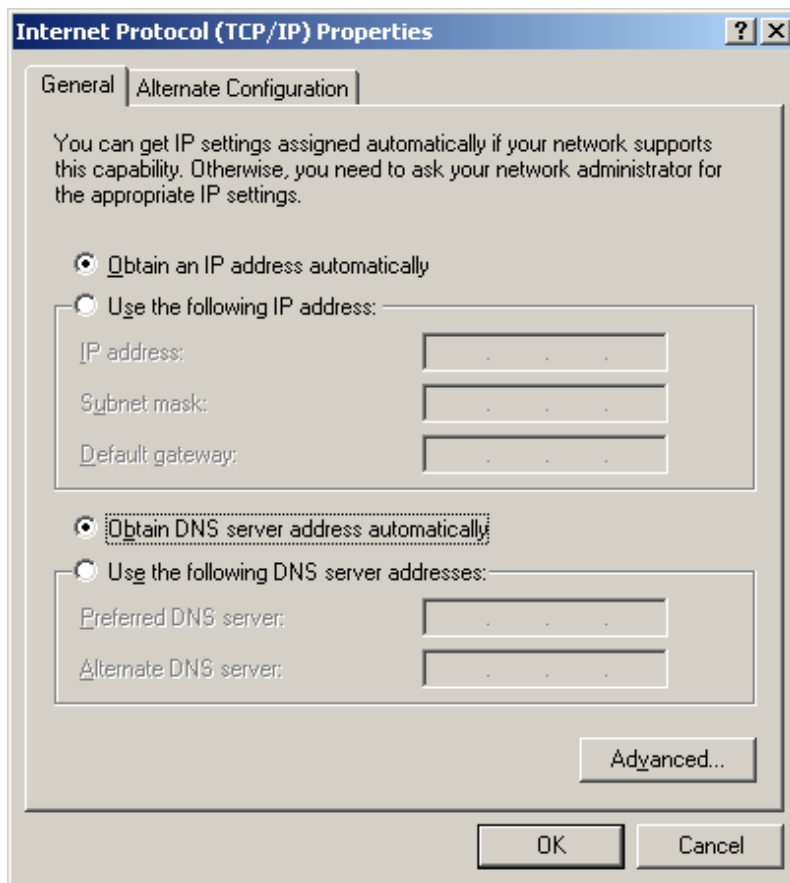 Internet Protocol (TCP/IP) Properties
General
Alternate Configuration
You can get IP settings assigned automatically if your network supports
this capability. Otherwise, you need to ask your network administrator for
the appropriate IP settings.
Obtain an IP address automatically
Use the following IP address:
IP address:
Subnet mask:
Default gateway:
Obtain DNS server address automatically
Use the following DNS server addresses:
Preferred DNS server:
Alternate DNS server:
Advanced...
OK
Cancel